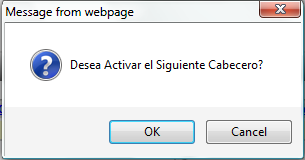 Message from webpage
Desea Activar el Siguiente Cabecero?
OK
Cancel